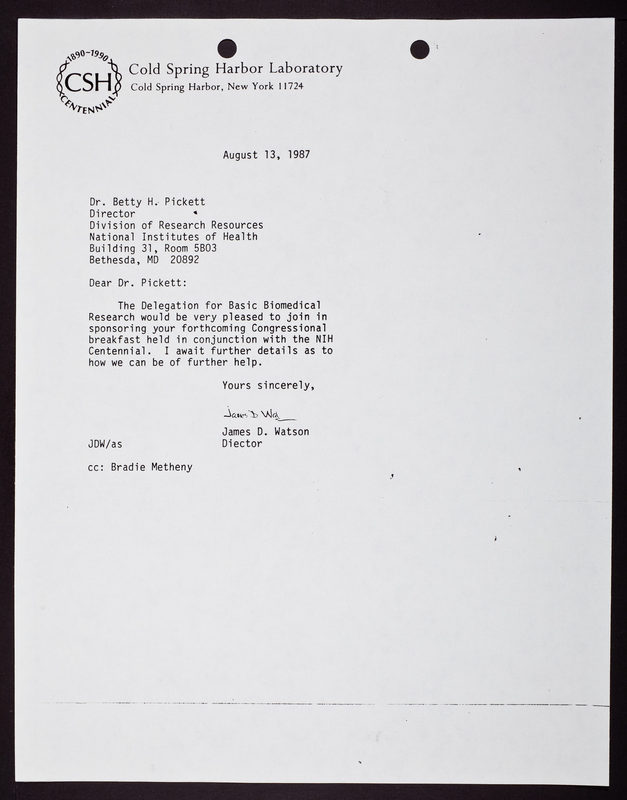 1890-1990
CSH
CENTENNIAL
Cold Spring Harbor Laboratory
Cold Spring Harbor, New York 11724
August 13, 1987
Dr. Betty H. Pickett
Director
Division of Research Resources
National Institutes of Health
Building 31, Room 5B03
Bethesda, MD  20892
Dear Dr. Pickett:
The Delegation for Basic Biomedical
Research would be very pleased to join in
sponsoring your forthcoming Congressional
breakfast held in conjunction with the NIH
Centennial.  I await further details as to
how we can be of further help.
Yours sincerely,
James D. Wa
James D. Watson
JDW/as Diector
cc: Bradie Metheny